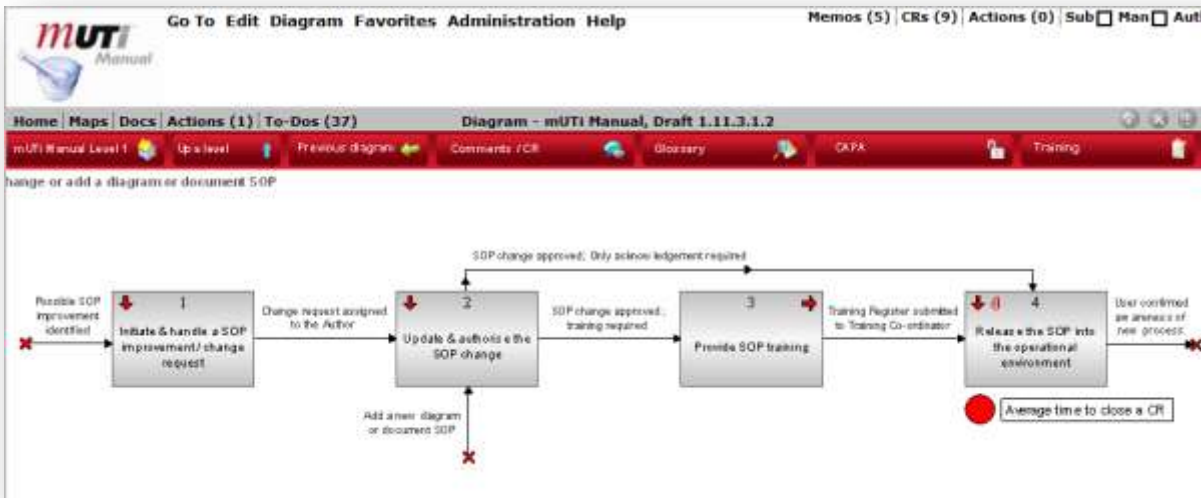 Go To Edit Diagram Favorites Administration Help
Memos (5) CRs (9) Actions (0) Sub Man Aut
mUTi
Manual
Home Maps Docs Actions (1) To-Dos (37)
Diagram - mUTi Manual, Draft 1.11.3.1.2
mUTi Manual Level 1
Up a level
Previous diagram
Comments / CR
Glossary
CAPA
Training
hange or add a diagram or document SOP
SOP change approved; Only acknowledgement required
Possible SOP
improvement
identified
1
Initiate & handle a SOP
improvement/ change
request
Change request assigned
to the Author
2
Update & authorise the
SOP change
SOP change approved;
training required
3
Provide SOP training
Training Register submitted
to Training Co-ordinator
4
Release the SOP into
the operational
environment
User confirmed
awareness of
new process
Add a new diagram
or document SOP
Average time to close a CR